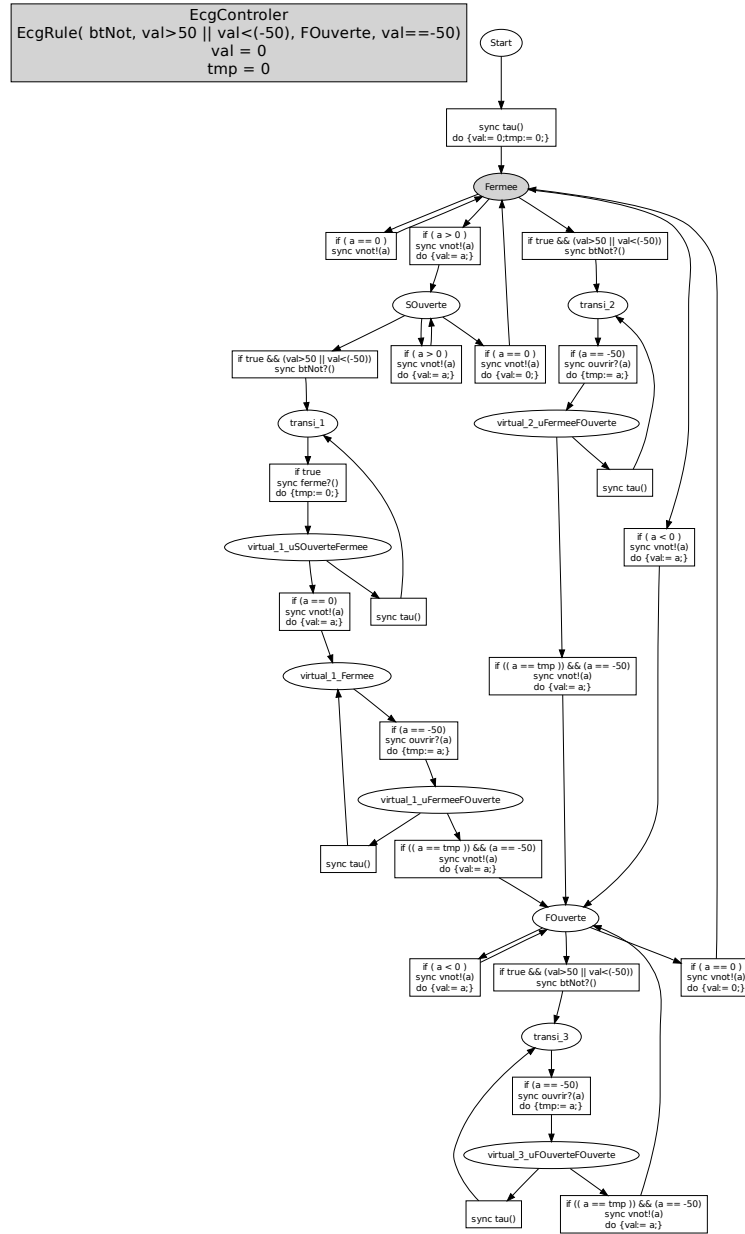 EcgControler
EcgRule( btNot, val>50 || val<(-50), FOuverte, val==-50)
val = 0
tmp = 0
Start
sync tau()
do {val:= 0;tmp:= 0;}
Fermee
if ( a == 0 )
sync vnot!(a)
if ( a > 0 )
sync vnot!(a)
do {val:= a;}
if true && (val>50 || val<(-50))
sync btNot?()
SOuverte
transi_2
if true && (val>50 || val<(-50))
sync btNot?()
if ( a > 0 )
sync vnot!(a)
do {val:= a;}
if ( a == 0 )
sync vnot!(a)
do {val:= 0;}
if (a == -50)
sync ouvrir?(a)
do {tmp:= a;}
transi_1
virtual_2_uFermeeFOuverte
if true
sync ferme?()
do {tmp:= 0;}
sync tau()
virtual_1_uSOuverteFermee
if ( a < 0 )
sync vnot!(a)
do {val:= a;}
if (a == 0)
sync vnot!(a)
do {val:= a;}
sync tau()
virtual_1_Fermee
if (( a == tmp )) && (a == -50)
sync vnot!(a)
do {val:= a;}
if (a == -50)
sync ouvrir?(a)
do {tmp:= a;}
virtual_1_uFermeeFOuverte
sync tau()
if (( a == tmp )) && (a == -50)
sync vnot!(a)
do {val:= a;}
FOuverte
if ( a < 0 )
sync vnot!(a)
do {val:= a;}
if true && (val>50 || val<(-50))
sync btNot?()
if ( a == 0 )
sync vnot!(a)
do {val:= 0;}
transi_3
if (a == -50)
sync ouvrir?(a)
do {tmp:= a;}
virtual_3_uFOuverteFOuverte
sync tau()
if (( a == tmp )) && (a == -50)
sync vnot!(a)
do {val:= a;}